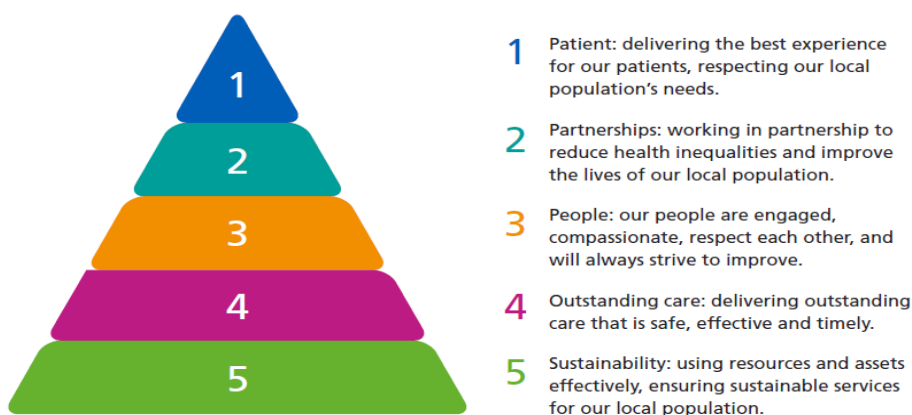 1
2
3
4
5
1 Patient: delivering the best experience
for our patients, respecting our local
population's needs.
2 Partnerships: working in partnership to
reduce health inequalities and improve
the lives of our local population.
3 People: our people are engaged,
compassionate, respect each other, and
will always strive to improve.
4 Outstanding care: delivering outstanding
care that is safe, effective and timely.
5 Sustainability: using resources and assets
effectively, ensuring sustainable services
for our local population.